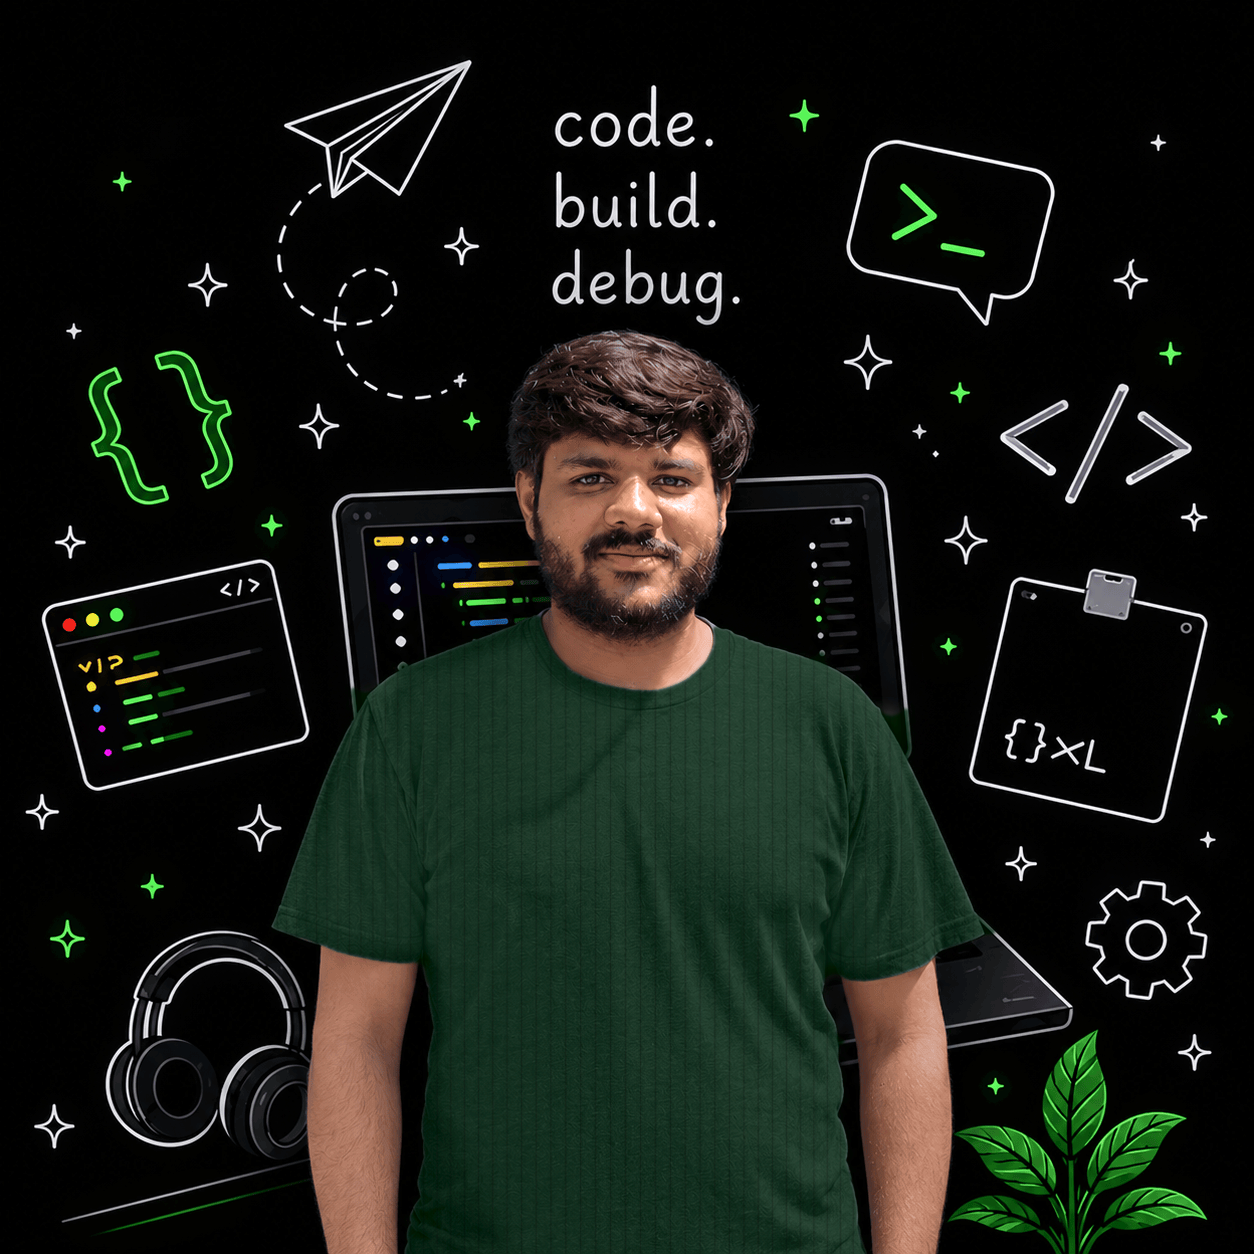 code.
build.
debug.
>_
{ }
</>
</>
{}XL